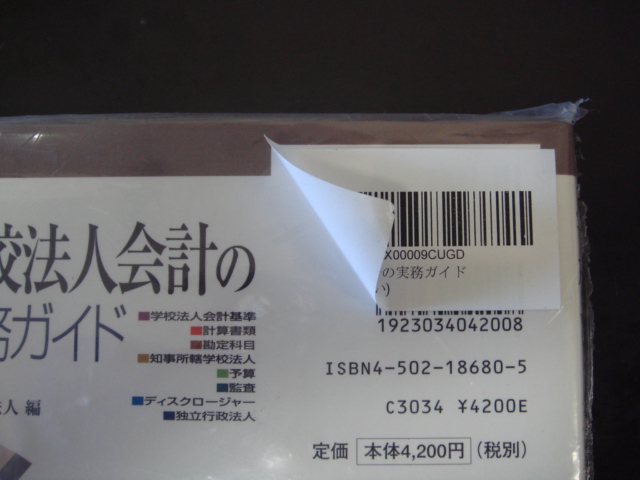 X00009CUGD
の実務ガイド
い)
1923034042008
校法人会計の
務ガイド
■学校法人会計基準
■計算書類
■勘定科目
■知事所轄学校法人
■予算
■監査
■ディスクロージャー
■独立行政法人
人 編
ISBN4-502-18680-5
C3034 ¥4200E
定価 本体4,200円 (税別)